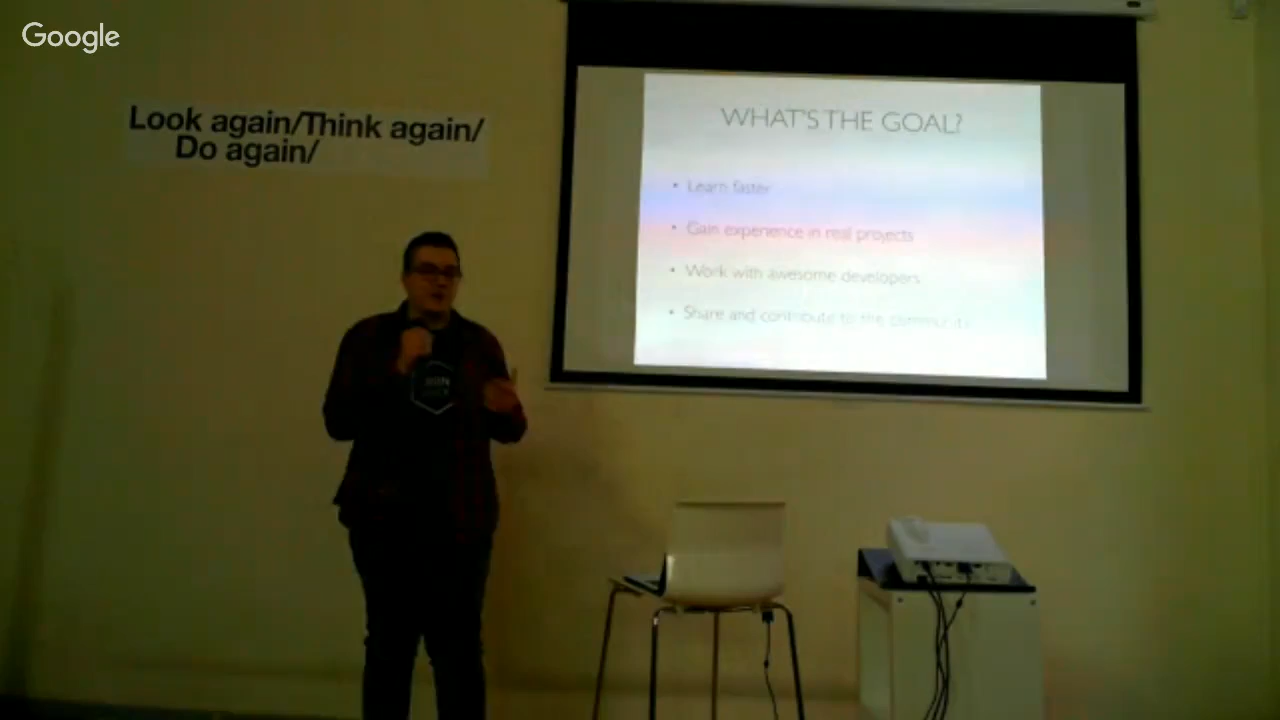 Google
Look again/Think again/
Do again/
WHAT'S THE GOAL?
• Learn faster
• Gain experience in real projects
• Work with awesome developers
• Share and contribute to the community